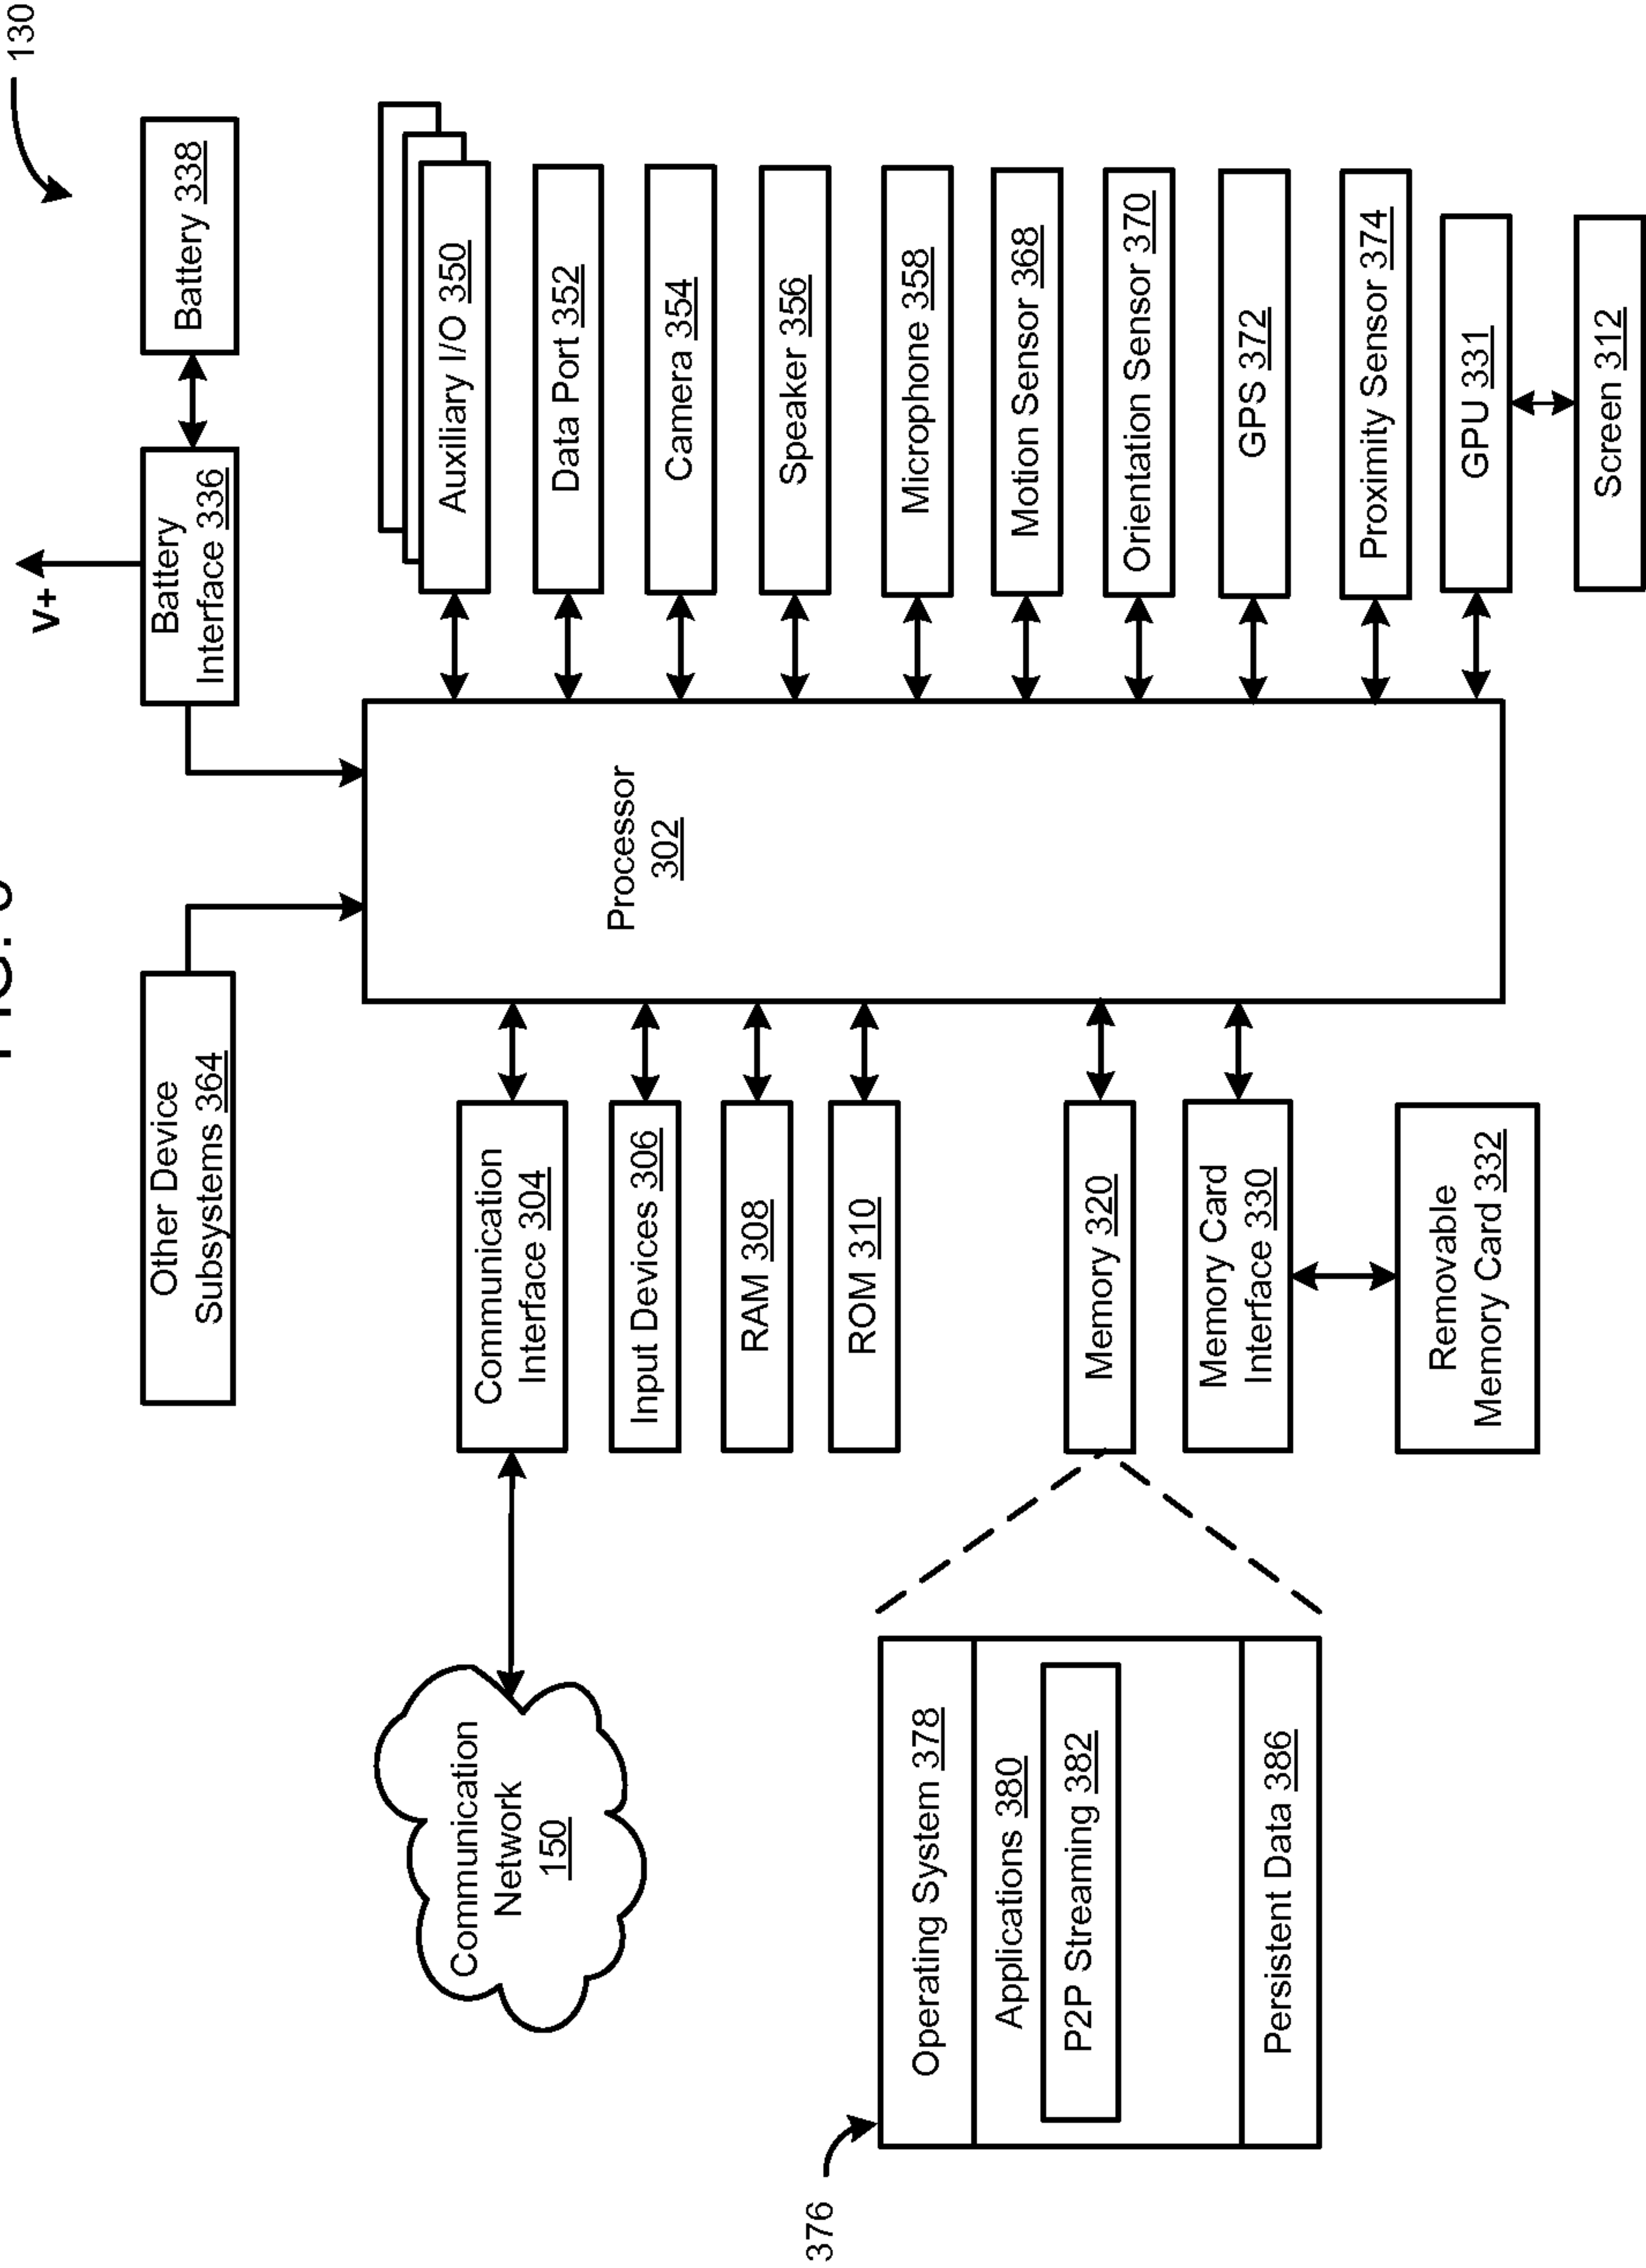 FIG.
130
V+
Other Device
Subsystems 364
Battery
Interface 336
Battery 338
Communication
Network
150
Communication
Interface 304
Input Devices 306
RAM 308
ROM 310
Memory 320
Memory Card
Interface 330
Removable
Memory Card 332
Processor
302
Auxiliary I/O 350
Data Port 352
Camera 354
Speaker 356
Microphone 358
Motion Sensor 368
Orientation Sensor 370
GPS 372
Proximity Sensor 374
GPU 331
Screen 312
376
Operating System 378
Applications 380
P2P Streaming 382
Persistent Data 386